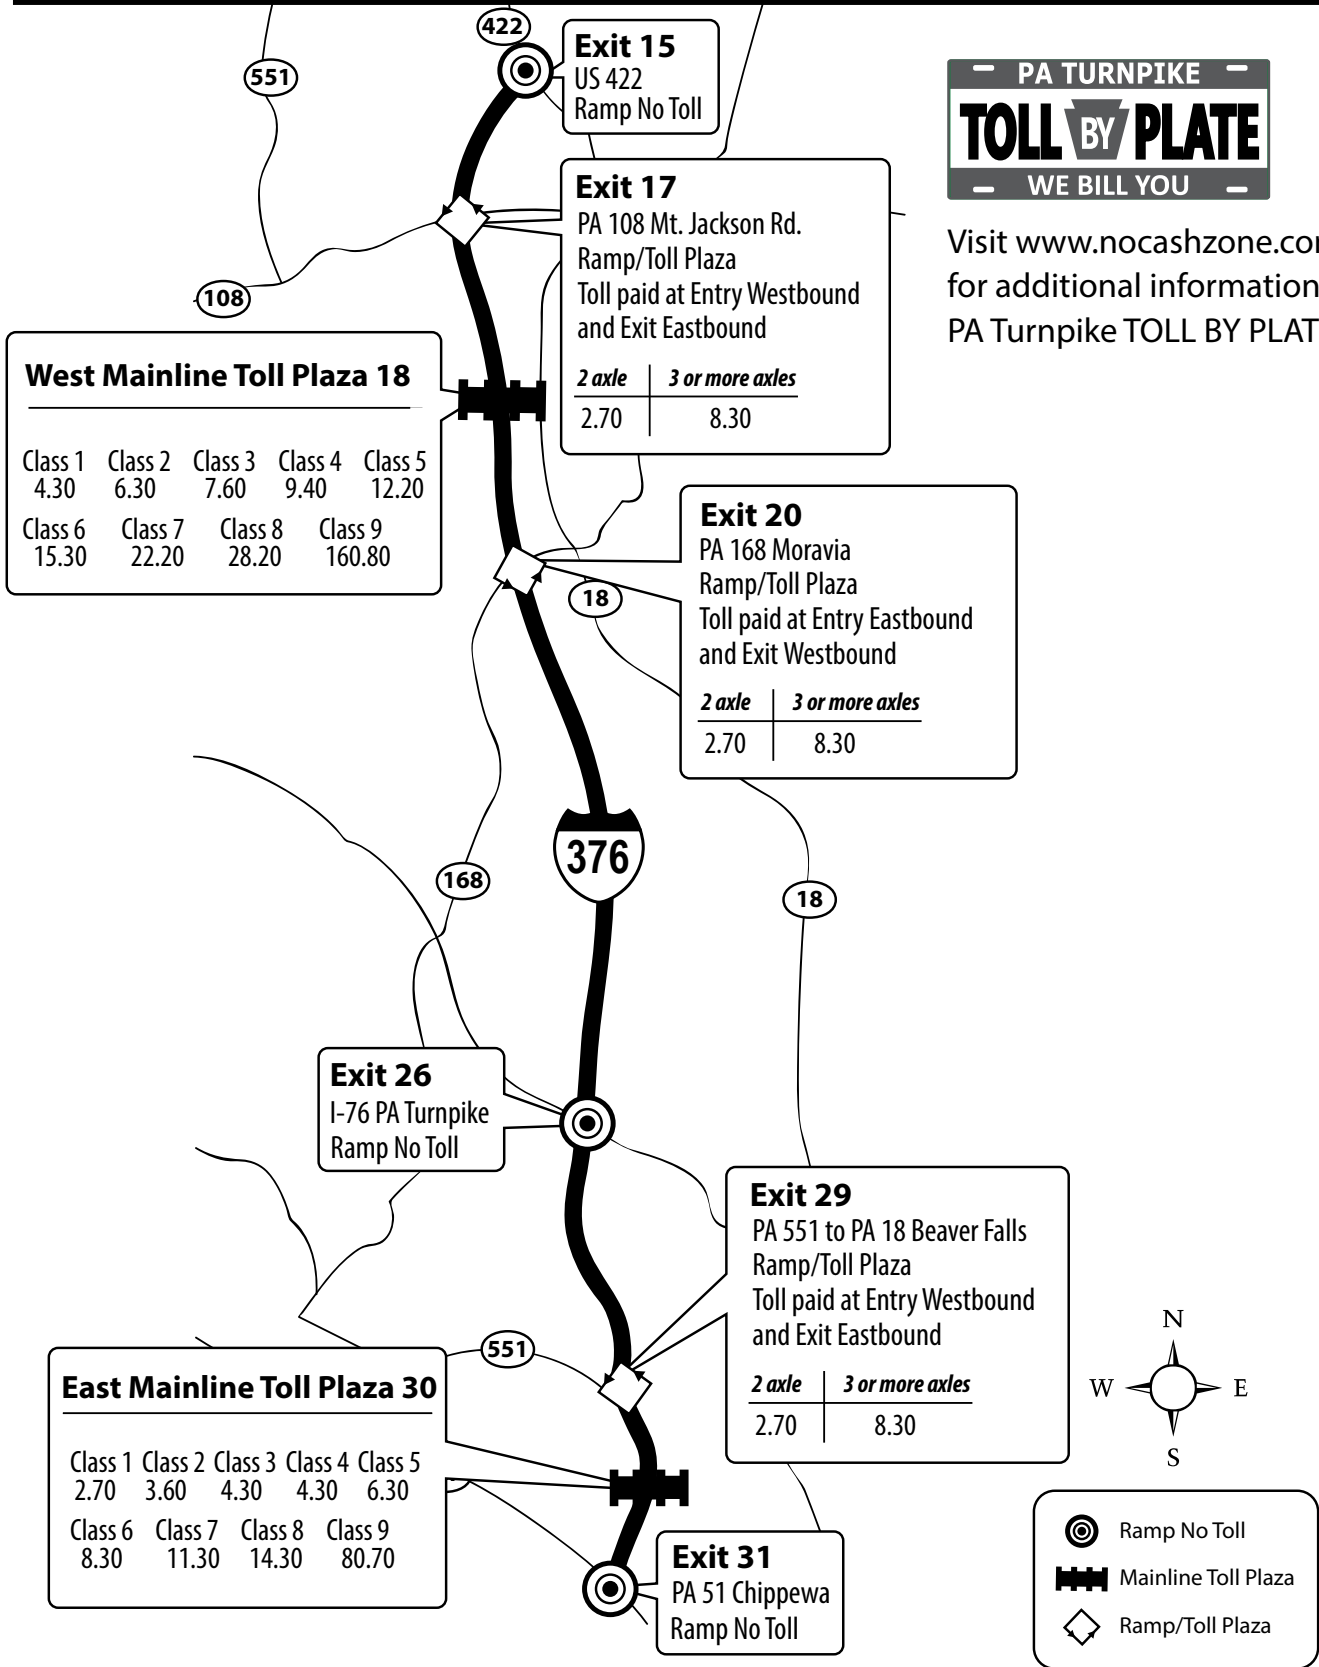 422
551
Exit 15
US 422
Ramp No Toll
PA TURNPIKE
TOLL BY PLATE
WE BILL YOU
Exit 17
PA 108 Mt. Jackson Rd.
Ramp/Toll Plaza
Toll paid at Entry Westbound
and Exit Eastbound
2 axle 3 or more axles
2.70 8.30
Visit www.nocashzone.com
for additional information
PA Turnpike TOLL BY PLAT
108
West Mainline Toll Plaza 18
Class 1 Class 2 Class 3 Class 4 Class 5
4.30 6.30 7.60 9.40 12.20
Class 6 Class 7 Class 8 Class 9
15.30 22.20 28.20 160.80
Exit 20
PA 168 Moravia
Ramp/Toll Plaza
Toll paid at Entry Eastbound
and Exit Westbound
2 axle 3 or more axles
2.70 8.30
18
376
168
18
Exit 26
I-76 PA Turnpike
Ramp No Toll
Exit 29
PA 551 to PA 18 Beaver Falls
Ramp/Toll Plaza
Toll paid at Entry Westbound
and Exit Eastbound
2 axle 3 or more axles
2.70 8.30
551
East Mainline Toll Plaza 30
Class 1 Class 2 Class 3 Class 4 Class 5
2.70 3.60 4.30 4.30 6.30
Class 6 Class 7 Class 8 Class 9
8.30 11.30 14.30 80.70
Exit 31
PA 51 Chippewa
Ramp No Toll
N
W E
S
Ramp No Toll
Mainline Toll Plaza
Ramp/Toll Plaza